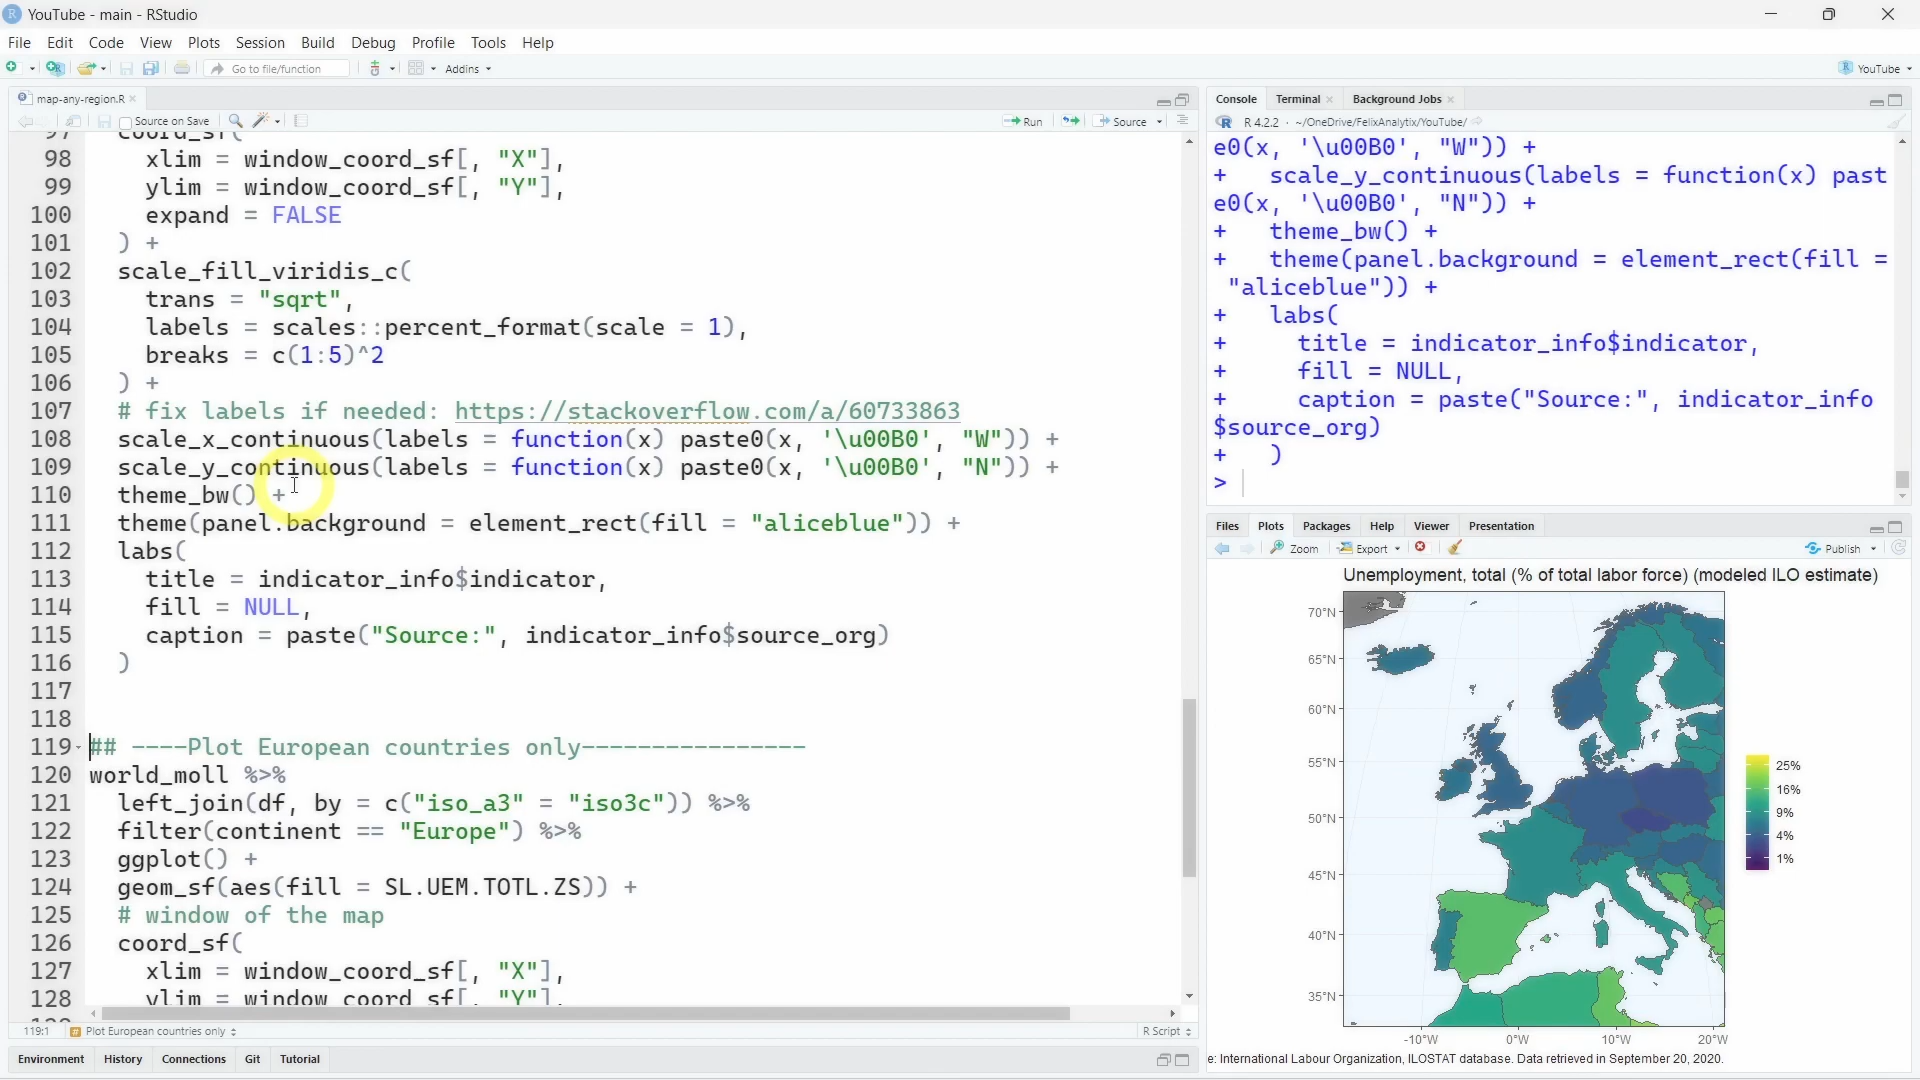 YouTube - main - RStudio
File Edit Code View Plots Session Build Debug Profile Tools Help
Go to file/function
Addins
YouTube
map-any-region.R
Source on Save
Run
Source
97 coord_sf(
98 xlim = window_coord_sf[, "X"],
99 ylim = window_coord_sf[, "Y"],
100 expand = FALSE
101 ) +
102 scale_fill_viridis_c(
103 trans = "sqrt",
104 labels = scales::percent_format(scale = 1),
105 breaks = c(1:5)^2
106 ) +
107 # fix labels if needed: https://stackoverflow.com/a/60733863
108 scale_x_continuous(labels = function(x) paste0(x, '\u00B0', "W")) +
109 scale_y_continuous(labels = function(x) paste0(x, '\u00B0', "N")) +
110 theme_bw() +
111 theme(panel.background = element_rect(fill = "aliceblue")) +
112 labs(
113 title = indicator_info$indicator,
114 fill = NULL,
115 caption = paste("Source:", indicator_info$source_org)
116 )
117
118
119 ## ----Plot European countries only----------------
120 world_moll %>%
121 left_join(df, by = c("iso_a3" = "iso3c")) %>%
122 filter(continent == "Europe") %>%
123 ggplot() +
124 geom_sf(aes(fill = SL.UEM.TOTL.ZS)) +
125 # window of the map
126 coord_sf(
127 xlim = window_coord_sf[, "X"],
128 ylim = window_coord_sf[, "Y"],
119:1 Plot European countries only R Script
Environment History Connections Git Tutorial
Console Terminal Background Jobs
R 4.2.2 · ~/OneDrive/FelixAnalytix/YouTube/
e0(x, '\u00B0', "W")) +
+ scale_y_continuous(labels = function(x) past
e0(x, '\u00B0', "N")) +
+ theme_bw() +
+ theme(panel.background = element_rect(fill =
"aliceblue")) +
+ labs(
+ title = indicator_info$indicator,
+ fill = NULL,
+ caption = paste("Source:", indicator_info
$source_org)
+ )
>
Files Plots Packages Help Viewer Presentation
Zoom Export Publish
Unemployment, total (% of total labor force) (modeled ILO estimate)
70°N
65°N
60°N
55°N
50°N
45°N
40°N
35°N
25%
16%
9%
4%
1%
-10°W 0°W 10°W 20°W
e: International Labour Organization, ILOSTAT database. Data retrieved in September 20, 2020.